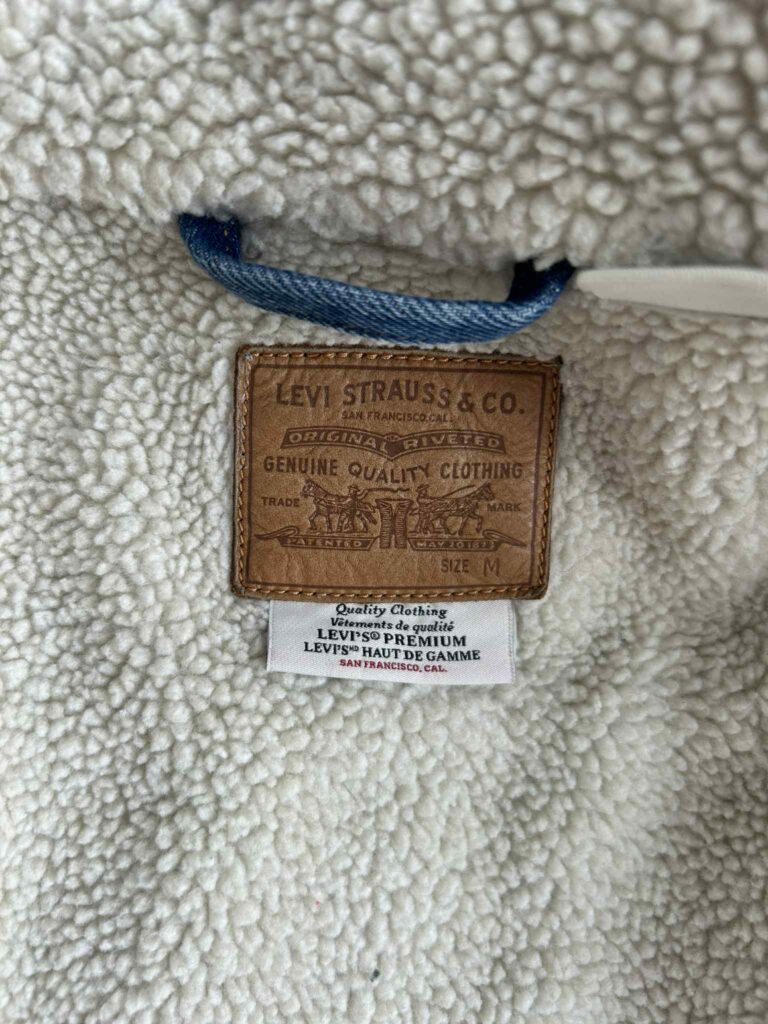 LEVI STRAUSS & CO.
SAN FRANCISCO, CAL.
ORIGINAL RIVETED
GENUINE QUALITY CLOTHING
TRADE MARK
PATENTED MAY 20 1873
SIZE M
Quality Clothing
Vêtements de qualité
LEVI'S® PREMIUM
LEVI'S ᴹᴰ HAUT DE GAMME
SAN FRANCISCO, CAL.